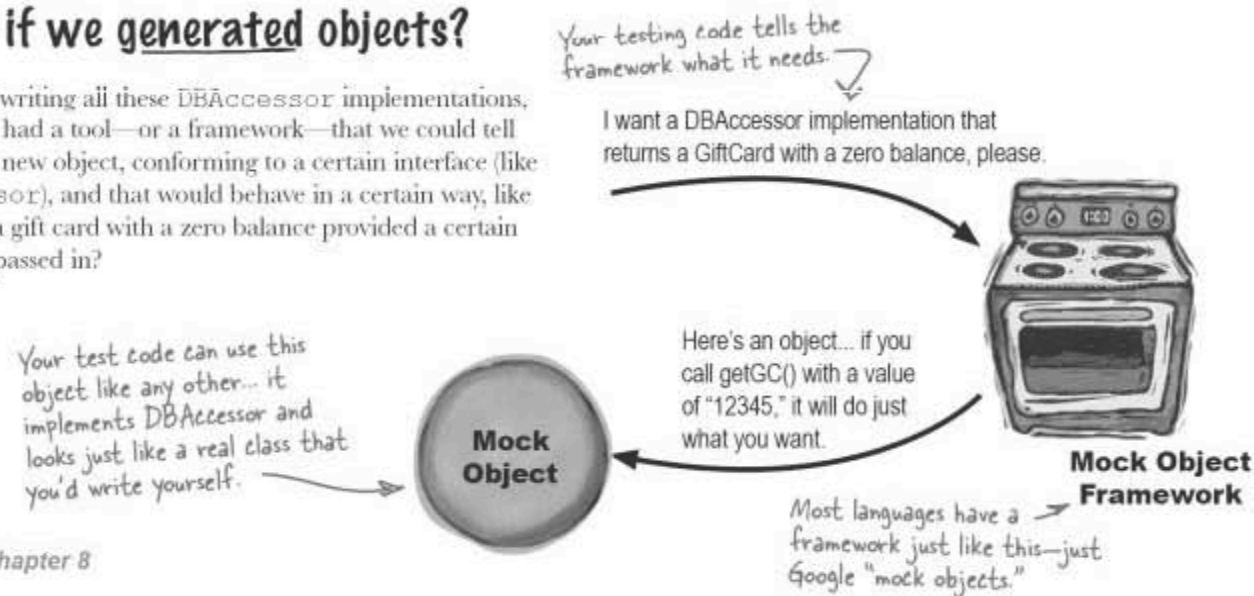 if we generated objects?
writing all these DBAccessor implementations,
had a tool—or a framework—that we could tell
new object, conforming to a certain interface (like
sor), and that would behave in a certain way, like
a gift card with a zero balance provided a certain
passed in?
Your testing code tells the
framework what it needs.
I want a DBAccessor implementation that
returns a GiftCard with a zero balance, please.
Here's an object... if you
call getGC() with a value
of "12345," it will do just
what you want.
Your test code can use this
object like any other... it
implements DBAccessor and
looks just like a real class that
you'd write yourself.
Mock
Object
Mock Object
Framework
Most languages have a
framework just like this—just
Google "mock objects."
hapter 8